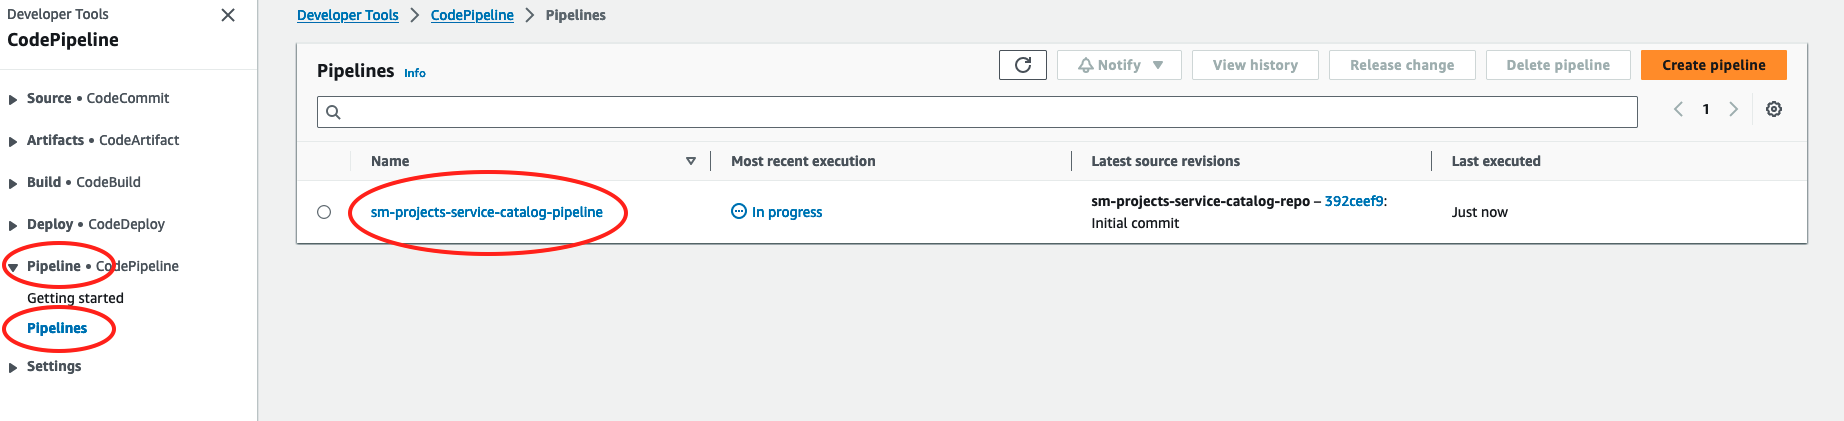 Developer Tools
CodePipeline
Source • CodeCommit
Artifacts • CodeArtifact
Build • CodeBuild
Deploy • CodeDeploy
Pipeline • CodePipeline
Getting started
Pipelines
Settings
Developer Tools > CodePipeline > Pipelines
Pipelines Info
Notify View history Release change Delete pipeline Create pipeline
1
Name Most recent execution Latest source revisions Last executed
sm-projects-service-catalog-pipeline In progress sm-projects-service-catalog-repo – 392ceef9: Just now
Initial commit